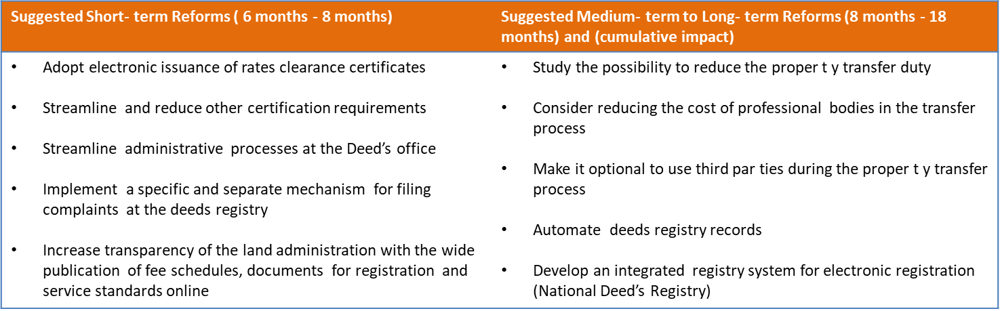 Suggested Short- term Reforms ( 6 months - 8 months)
• Adopt electronic issuance of rates clearance certificates
• Streamline and reduce other certification requirements
• Streamline administrative processes at the Deed’s office
• Implement a specific and separate mechanism for filing
complaints at the deeds registry
• Increase transparency of the land administration with the wide
publication of fee schedules, documents for registration and
service standards online
Suggested Medium- term to Long- term Reforms (8 months - 18
months) and (cumulative impact)
• Study the possibility to reduce the proper t y transfer duty
• Consider reducing the cost of professional bodies in the transfer
process
• Make it optional to use third par ties during the proper t y transfer
process
• Automate deeds registry records
• Develop an integrated registry system for electronic registration
(National Deed’s Registry)